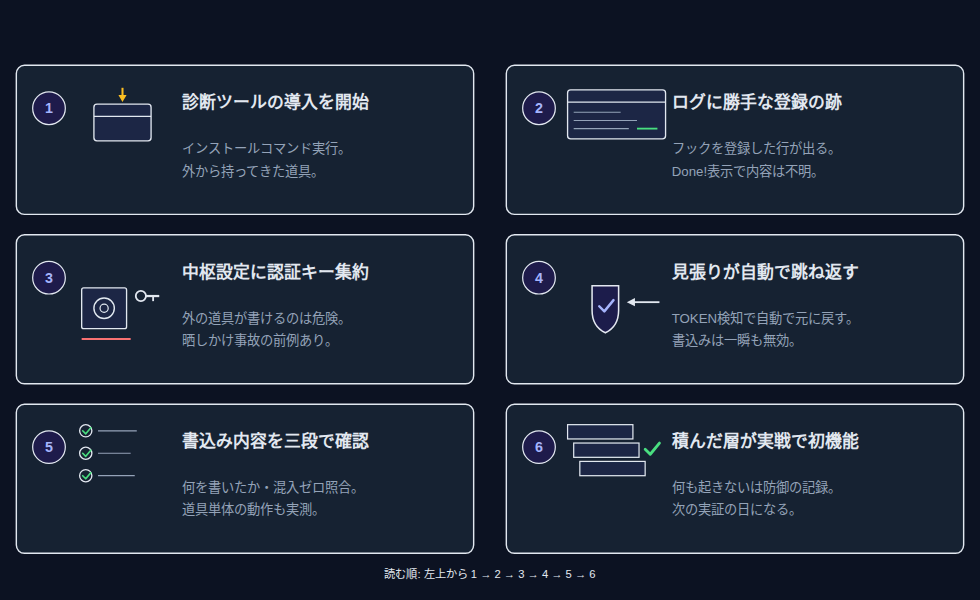 1
診断ツールの導入を開始
インストールコマンド実行。
外から持ってきた道具。
2
ログに勝手な登録の跡
フックを登録した行が出る。
Done!表示で内容は不明。
3
中枢設定に認証キー集約
外の道具が書けるのは危険。
晒しかけ事故の前例あり。
4
見張りが自動で跳ね返す
TOKEN検知で自動で元に戻す。
書込みは一瞬も無効。
5
書込み内容を三段で確認
何を書いたか・混入ゼロ照合。
道具単体の動作も実測。
6
積んだ層が実戦で初機能
何も起きないは防御の記録。
次の実証の日になる。
読む順: 左上から 1 → 2 → 3 → 4 → 5 → 6